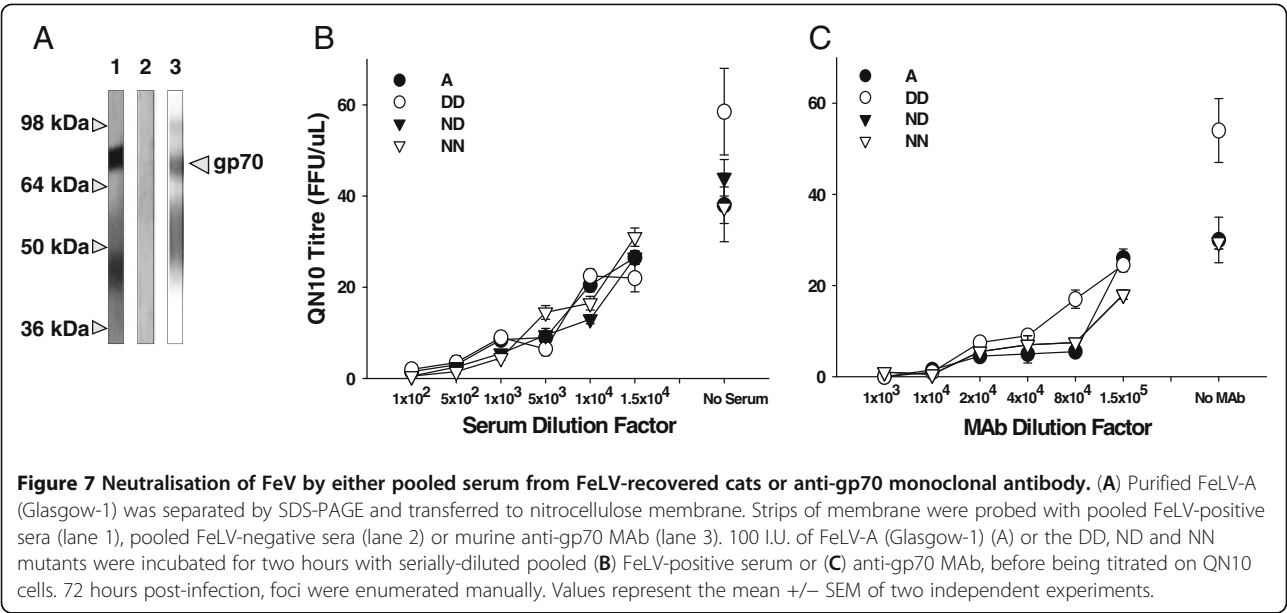 A
1 2 3
98 kDa
64 kDa
50 kDa
36 kDa
gp70
B
A
DD
ND
NN
QN10 Titre (FFU/uL)
60
40
20
0
1x10² 5x10² 1x10³ 5x10³ 1x10⁴ 1.5x10⁴ No Serum
Serum Dilution Factor
C
A
DD
ND
NN
60
40
20
0
1x10³ 1x10⁴ 2x10⁴ 4x10⁴ 8x10⁴ 1.5x10⁵ No MAb
MAb Dilution Factor
Figure 7 Neutralisation of FeV by either pooled serum from FeLV-recovered cats or anti-gp70 monoclonal antibody. (A) Purified FeLV-A
(Glasgow-1) was separated by SDS-PAGE and transferred to nitrocellulose membrane. Strips of membrane were probed with pooled FeLV-positive
sera (lane 1), pooled FeLV-negative sera (lane 2) or murine anti-gp70 MAb (lane 3). 100 I.U. of FeLV-A (Glasgow-1) (A) or the DD, ND and NN
mutants were incubated for two hours with serially-diluted pooled (B) FeLV-positive serum or (C) anti-gp70 MAb, before being titrated on QN10
cells. 72 hours post-infection, foci were enumerated manually. Values represent the mean +/− SEM of two independent experiments.